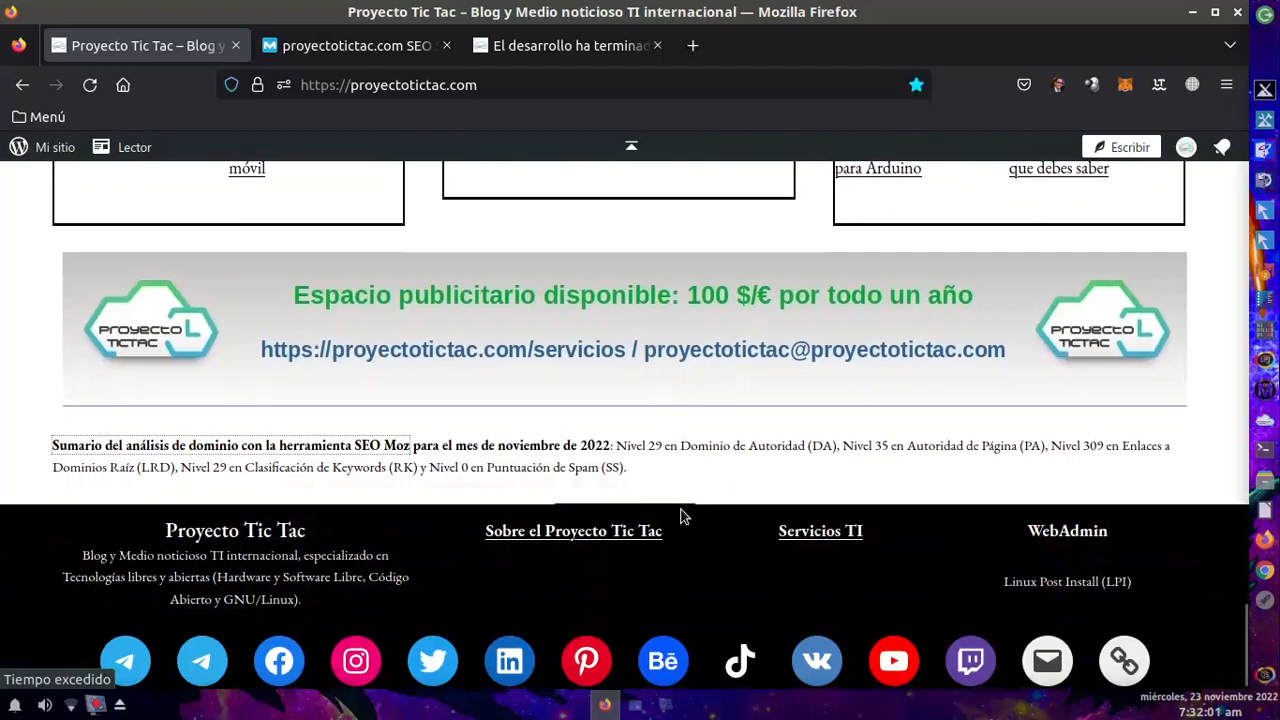 Proyecto Tic Tac – Blog y Medio noticioso TI internacional — Mozilla Firefox
Proyecto Tic Tac – Blog y
proyectotictac.com SEO
El desarrollo ha terminad
https://proyectotictac.com
Menú
Mi sitio
Lector
Escribir
móvil
para Arduino
que debes saber
Espacio publicitario disponible: 100 $/€ por todo un año
https://proyectotictac.com/servicios / proyectotictac@proyectotictac.com
PROYECTO
TICTAC
PROYECTO
TICTAC
Sumario del análisis de dominio con la herramienta SEO Moz para el mes de noviembre de 2022: Nivel 29 en Dominio de Autoridad (DA), Nivel 35 en Autoridad de Página (PA), Nivel 309 en Enlaces a
Dominios Raíz (LRD), Nivel 29 en Clasificación de Keywords (RK) y Nivel 0 en Puntuación de Spam (SS).
Proyecto Tic Tac
Blog y Medio noticioso TI internacional, especializado en
Tecnologías libres y abiertas (Hardware y Software Libre, Código
Abierto y GNU/Linux).
Sobre el Proyecto Tic Tac
Servicios TI
WebAdmin
Linux Post Install (LPI)
Tiempo excedido
miércoles, 23 noviembre 2022
7:32:01 am